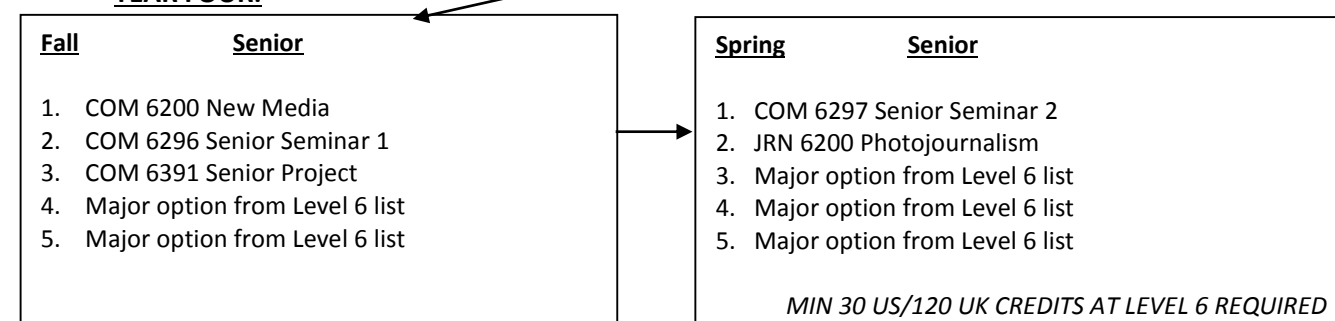 YEAR FOUR:
Fall Senior
1. COM 6200 New Media
2. COM 6296 Senior Seminar 1
3. COM 6391 Senior Project
4. Major option from Level 6 list
5. Major option from Level 6 list
Spring Senior
1. COM 6297 Senior Seminar 2
2. JRN 6200 Photojournalism
3. Major option from Level 6 list
4. Major option from Level 6 list
5. Major option from Level 6 list
MIN 30 US/120 UK CREDITS AT LEVEL 6 REQUIRED